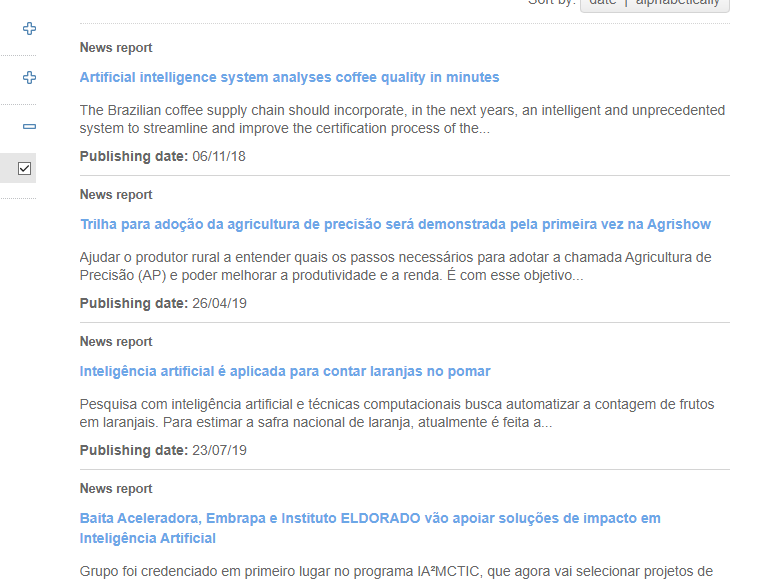 Sort by: date | alphabetically
News report
Artificial intelligence system analyses coffee quality in minutes
The Brazilian coffee supply chain should incorporate, in the next years, an intelligent and unprecedented
system to streamline and improve the certification process of the...
Publishing date: 06/11/18
News report
Trilha para adoção da agricultura de precisão será demonstrada pela primeira vez na Agrishow
Ajudar o produtor rural a entender quais os passos necessários para adotar a chamada Agricultura de
Precisão (AP) e poder melhorar a produtividade e a renda. É com esse objetivo...
Publishing date: 26/04/19
News report
Inteligência artificial é aplicada para contar laranjas no pomar
Pesquisa com inteligência artificial e técnicas computacionais busca automatizar a contagem de frutos
em laranjais. Para estimar a safra nacional de laranja, atualmente é feita a...
Publishing date: 23/07/19
News report
Baita Aceleradora, Embrapa e Instituto ELDORADO vão apoiar soluções de impacto em
Inteligência Artificial
Grupo foi credenciado em primeiro lugar no programa IA²MCTIC, que agora vai selecionar projetos de